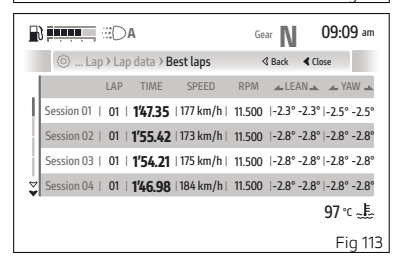 A Gear N 09:09 am
... Lap › Lap data › Best laps Back Close
LAP TIME SPEED RPM LEAN YAW
Session 01 | 01 | 1'47.35 | 177 km/h | 11.500 |-2.3° -2.3°|-2.5° -2.5°
Session 02 | 01 | 1'55.42 | 173 km/h | 11.500 |-2.8° -2.8°|-2.8° -2.8°
Session 03 | 01 | 1'54.21 | 175 km/h | 11.500 |-2.8° -2.8°|-2.8° -2.8°
Session 04 | 01 | 1'46.98 | 184 km/h | 11.500 |-2.8° -2.8°|-2.8° -2.8°
97 °C
Fig 113